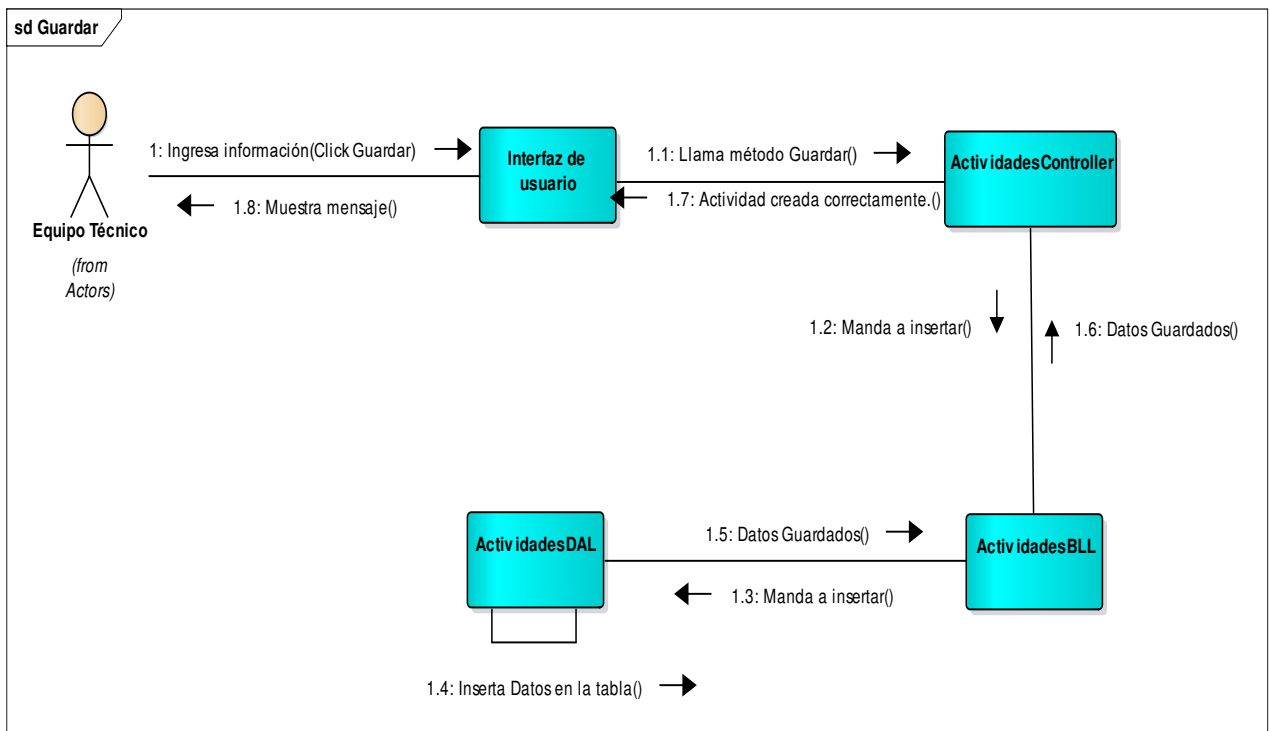 sd Guardar
1: Ingresa información(Click Guardar)
1.8: Muestra mensaje()
Equipo Técnico
(from
Actors)
Interfaz de
usuario
1.1: Llama método Guardar()
1.7: Actividad creada correctamente.()
ActividadesController
1.2: Manda a insertar()
1.6: Datos Guardados()
ActividadesDAL
1.5: Datos Guardados()
1.3: Manda a insertar()
ActividadesBLL
1.4: Inserta Datos en la tabla()